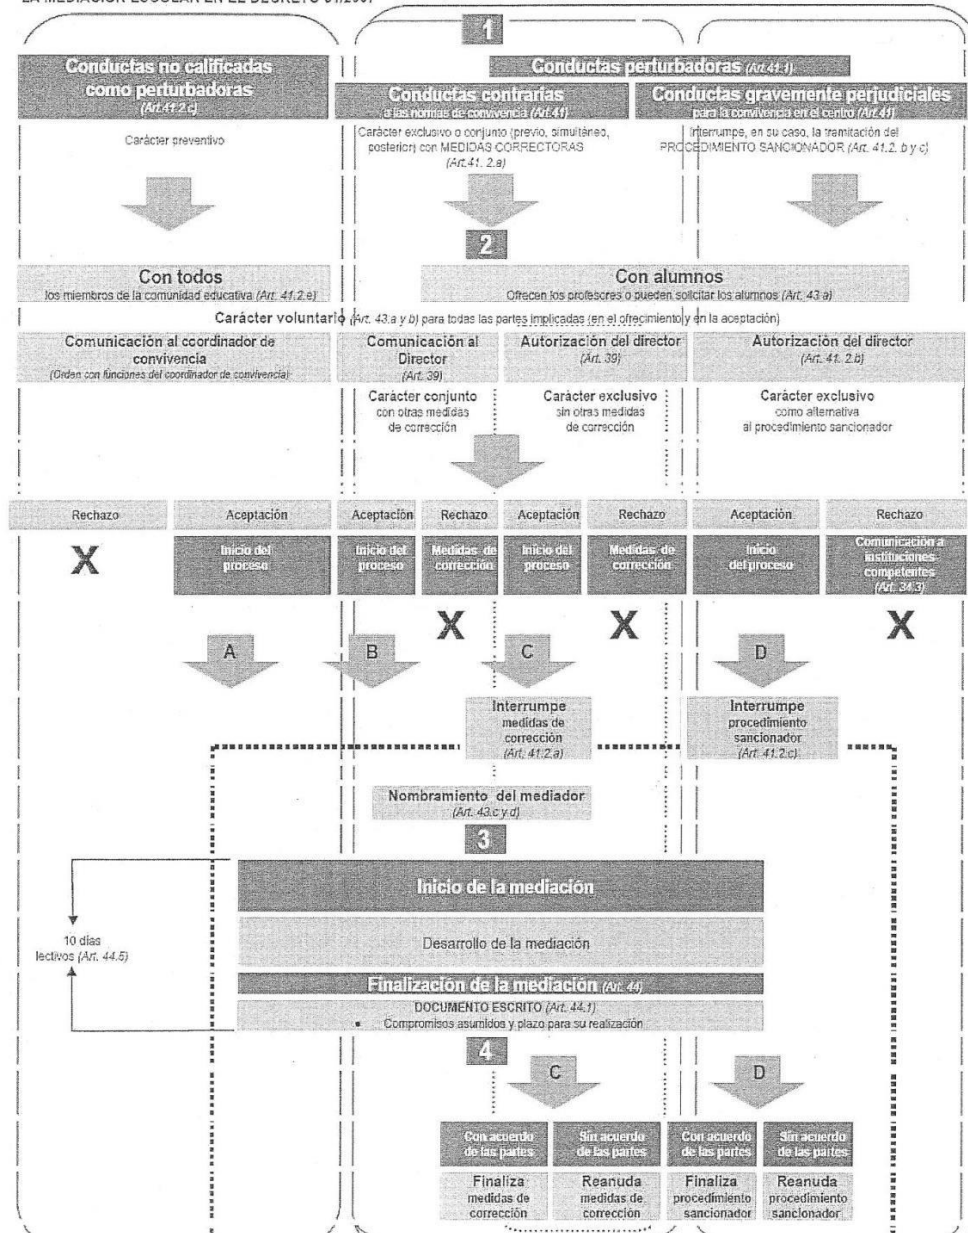 LA MEDIACIÓN ESCOLAR EN EL DECRETO 51/2007
1
Conductas no calificadas
como perturbadoras
(Art.41.2.c)
Conductas perturbadoras (Art.41.1)
Conductas contrarias
a las normas de convivencia (Art.41)
Conductas gravemente perjudiciales
para la convivencia en el centro (Art.41)
Carácter preventivo
Carácter exclusivo o conjunto (previo, simultáneo,
posterior) con MEDIDAS CORRECTORAS
(Art.41. 2.a)
Interrumpe, en su caso, la tramitación del
PROCEDIMIENTO SANCIONADOR (Art. 41.2. b y c)
2
Con todos
los miembros de la comunidad educativa (Art. 41.2.e)
Con alumnos
Ofrecen los profesores o pueden solicitar los alumnos (Art. 43 a)
Carácter voluntario (Art. 43.a y b) para todas las partes implicadas (en el ofrecimiento y en la aceptación)
Comunicación al coordinador de
convivencia
(Orden con funciones del coordinador de convivencia)
Comunicación al
Director
(Art. 39)
Autorización del director
(Art. 39)
Autorización del director
(Art. 41. 2.b)
Carácter conjunto
con otras medidas
de corrección
Carácter exclusivo
sin otras medidas
de corrección
Carácter exclusivo
como alternativa
al procedimiento sancionador
Rechazo
Aceptación
Aceptación
Rechazo
Aceptación
Rechazo
Aceptación
Rechazo
X
Inicio del
proceso
Inicio del
proceso
Medidas de
corrección
Inicio del
proceso
Medidas de
corrección
Inicio
del proceso
Comunicación a
instituciones
competentes
(Art. 34.3)
X
X
X
A
B
C
D
Interrumpe
medidas de
corrección
(Art. 41.2.a)
Interrumpe
procedimiento
sancionador
(Art. 41.2.c)
Nombramiento del mediador
(Art. 43.c y d)
3
Inicio de la mediación
10 días
lectivos (Art. 44.5)
Desarrollo de la mediación
Finalización de la mediación (Art. 44)
DOCUMENTO ESCRITO (Art. 44.1)
• Compromisos asumidos y plazo para su realización
4
C
D
Con acuerdo
de las partes
Sin acuerdo
de las partes
Con acuerdo
de las partes
Sin acuerdo
de las partes
Finaliza
medidas de
corrección
Reanuda
medidas de
corrección
Finaliza
procedimiento
sancionador
Reanuda
procedimiento
sancionador